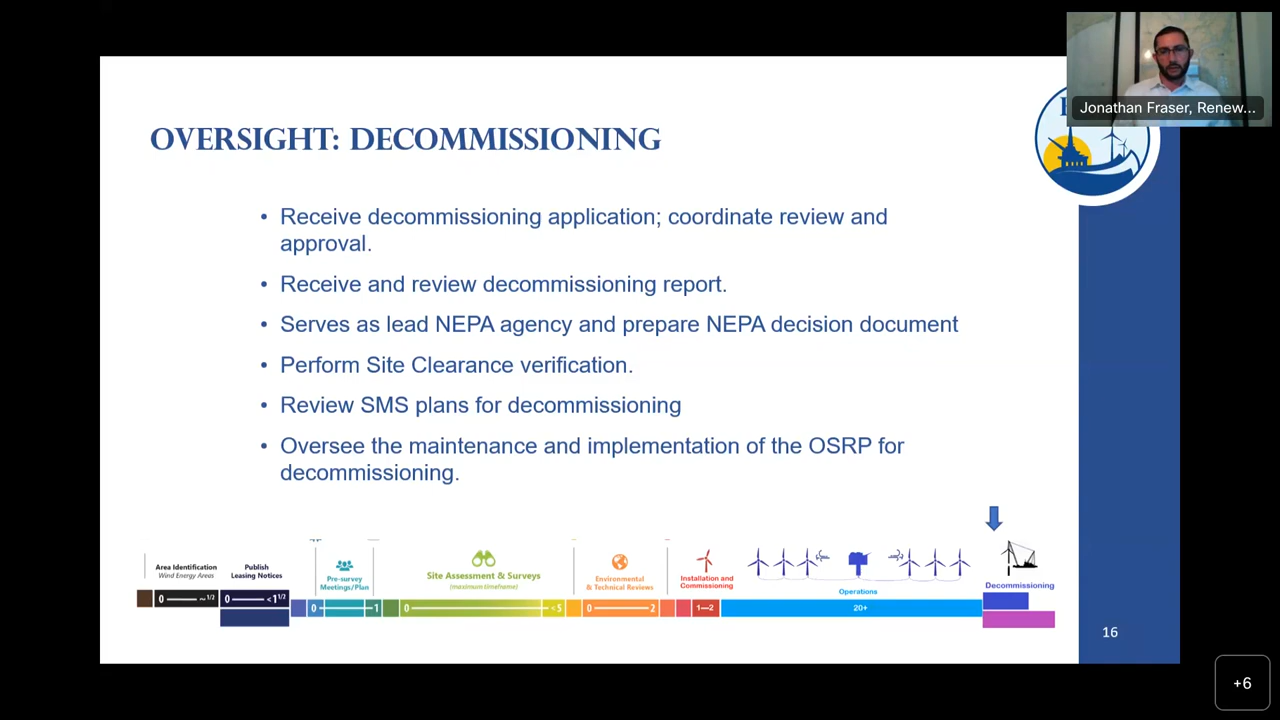 Jonathan Fraser, Renew...
OVERSIGHT: DECOMMISSIONING
• Receive decommissioning application; coordinate review and
approval.
• Receive and review decommissioning report.
• Serves as lead NEPA agency and prepare NEPA decision document
• Perform Site Clearance verification.
• Review SMS plans for decommissioning
• Oversee the maintenance and implementation of the OSRP for
decommissioning.
Area Identification
Wind Energy Areas
Publish
Leasing Notices
Pre-survey
Meetings/Plan
Site Assessment & Surveys
(maximum timeframe)
Environmental
& Technical Reviews
Installation and
Commissioning
Operations
Decommissioning
0 ~1/2
0 <1 1/2
0 1
0 <5
0 2
1—2
20+
16
+6